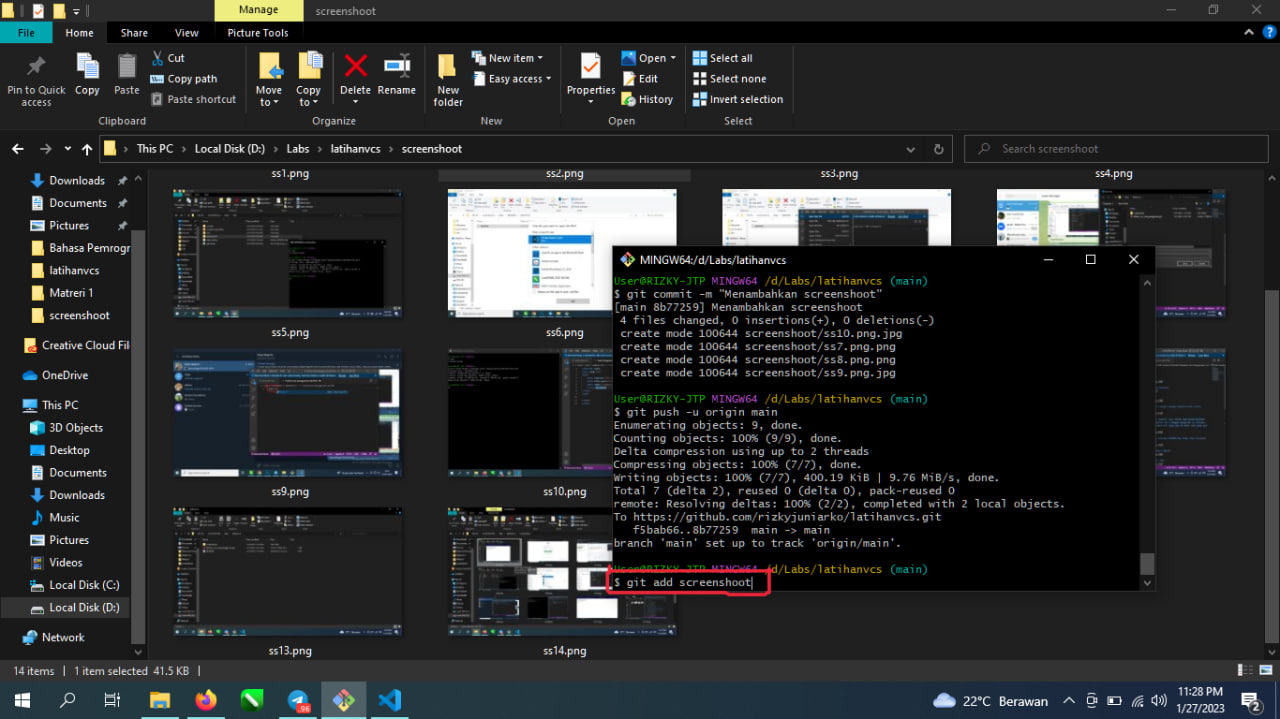 Manage
screenshoot
File
Home
Share
View
Picture Tools
Pin to Quick access
Copy
Paste
Cut
Copy path
Paste shortcut
Clipboard
Move to
Copy to
Delete
Rename
Organize
New folder
New item
Easy access
New
Properties
Open
Edit
History
Open
Select all
Select none
Invert selection
Select
This PC
Local Disk (D:)
Labs
latihanvcs
screenshoot
Search screenshoot
Downloads
Documents
Pictures
Bahasa Pemrogr
latihanvcs
Matreri 1
screenshoot
Creative Cloud Fil
OneDrive
This PC
3D Objects
Desktop
Documents
Downloads
Music
Pictures
Videos
Local Disk (C:)
Local Disk (D:)
Network
ss1.png
ss2.png
ss3.png
ss4.png
ss5.png
ss6.png
ss9.png
ss10.png
ss13.png
ss14.png
MINGW64:/d/Labs/latihanvcs
User@RIZKY-JTP MINGW64 /d/Labs/latihanvcs (main)
$ git commit -m "Menambahkan screenshoot"
[main 8b77259] Menambahkan screenshoot
4 files changed, 0 insertions(+), 0 deletions(-)
create mode 100644 screenshoot/ss10.png.jpg
create mode 100644 screenshoot/ss7.png.png
create mode 100644 screenshoot/ss8.png.png
create mode 100644 screenshoot/ss9.png.jpg
User@RIZKY-JTP MINGW64 /d/Labs/latihanvcs (main)
$ git push -u origin main
Enumerating objects: 9, done.
Counting objects: 100% (9/9), done.
Delta compression using up to 2 threads
Compressing objects: 100% (7/7), done.
Writing objects: 100% (7/7), 400.19 KiB | 9.76 MiB/s, done.
Total 7 (delta 2), reused 0 (delta 0), pack-reused 0
remote: Resolving deltas: 100% (2/2), completed with 2 local objects.
To https://github.com/rizkyjuniarko/latihanvcs.git
f5bab66..8b77259 main -> main
branch 'main' set up to track 'origin/main'.
User@RIZKY-JTP MINGW64 /d/Labs/latihanvcs (main)
$ git add screenshoot
14 items
1 item selected 41.5 KB
96
22°C Berawan
11:28 PM
1/27/2023
2